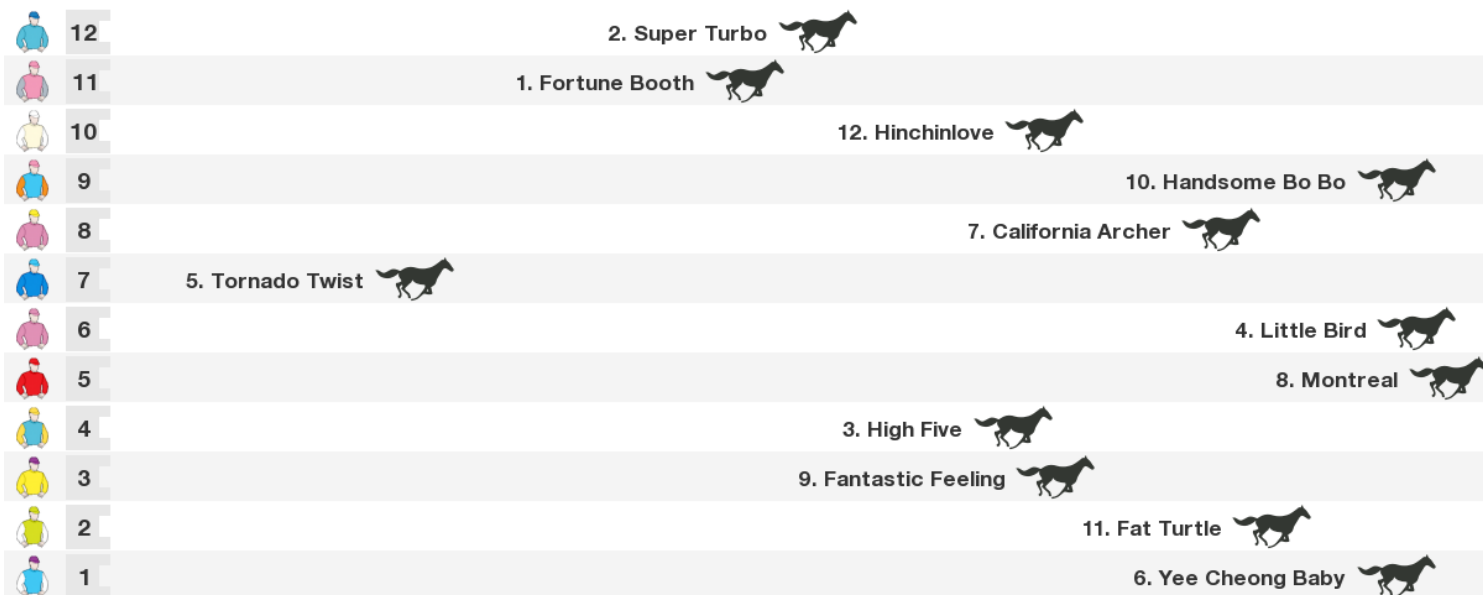 12 2. Super Turbo
11 1. Fortune Booth
10 12. Hinchinlove
9 10. Handsome Bo Bo
8 7. California Archer
7 5. Tornado Twist
6 4. Little Bird
5 8. Montreal
4 3. High Five
3 9. Fantastic Feeling
2 11. Fat Turtle
1 6. Yee Cheong Baby